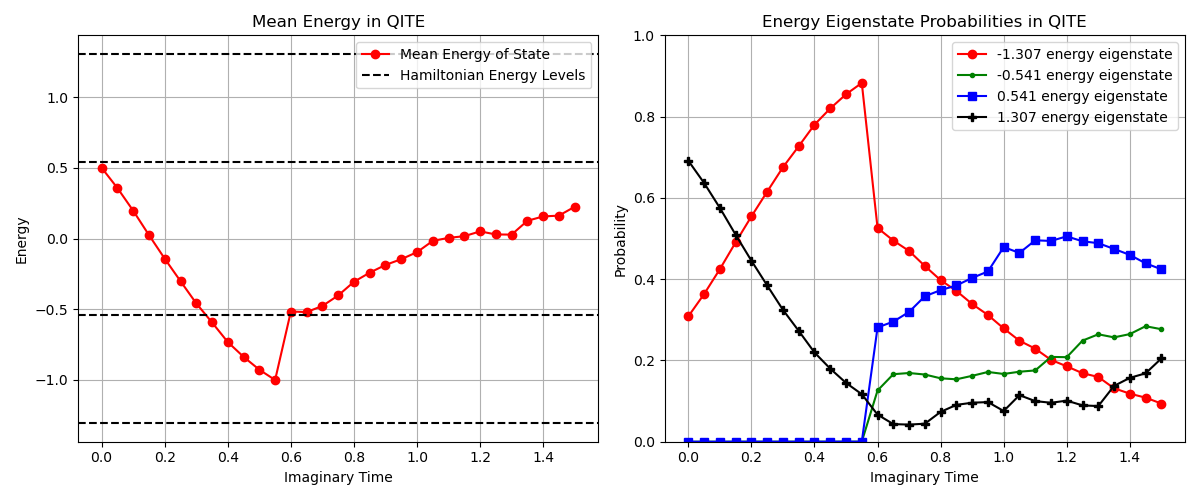 Mean Energy in QITE
Mean Energy of State
Hamiltonian Energy Levels
1.0
0.5
0.0
−0.5
−1.0
Energy
0.0 0.2 0.4 0.6 0.8 1.0 1.2 1.4
Imaginary Time
Energy Eigenstate Probabilities in QITE
-1.307 energy eigenstate
-0.541 energy eigenstate
0.541 energy eigenstate
1.307 energy eigenstate
1.0
0.8
0.6
0.4
0.2
0.0
Probability
0.0 0.2 0.4 0.6 0.8 1.0 1.2 1.4
Imaginary Time